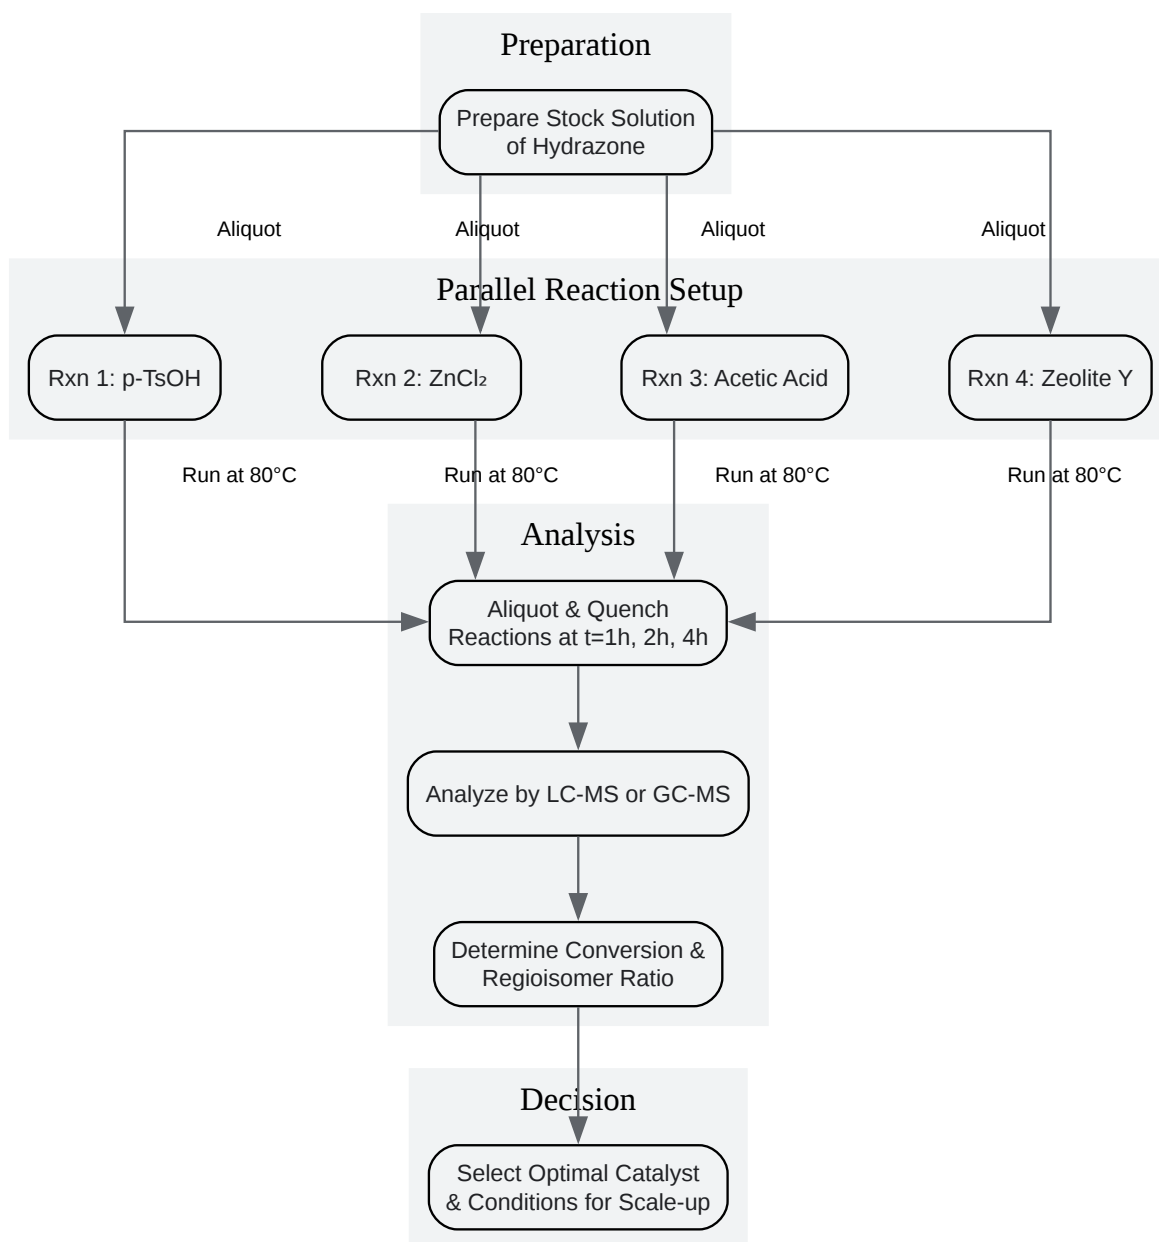 Preparation
Prepare Stock Solution
of Hydrazone
Aliquot
Aliquot
Aliquot
Aliquot
Parallel Reaction Setup
Rxn 1: p-TsOH
Rxn 2: ZnCl₂
Rxn 3: Acetic Acid
Rxn 4: Zeolite Y
Run at 80°C
Run at 80°C
Run at 80°C
Run at 80°C
Analysis
Aliquot & Quench
Reactions at t=1h, 2h, 4h
Analyze by LC-MS or GC-MS
Determine Conversion &
Regioisomer Ratio
Decision
Select Optimal Catalyst
& Conditions for Scale-up